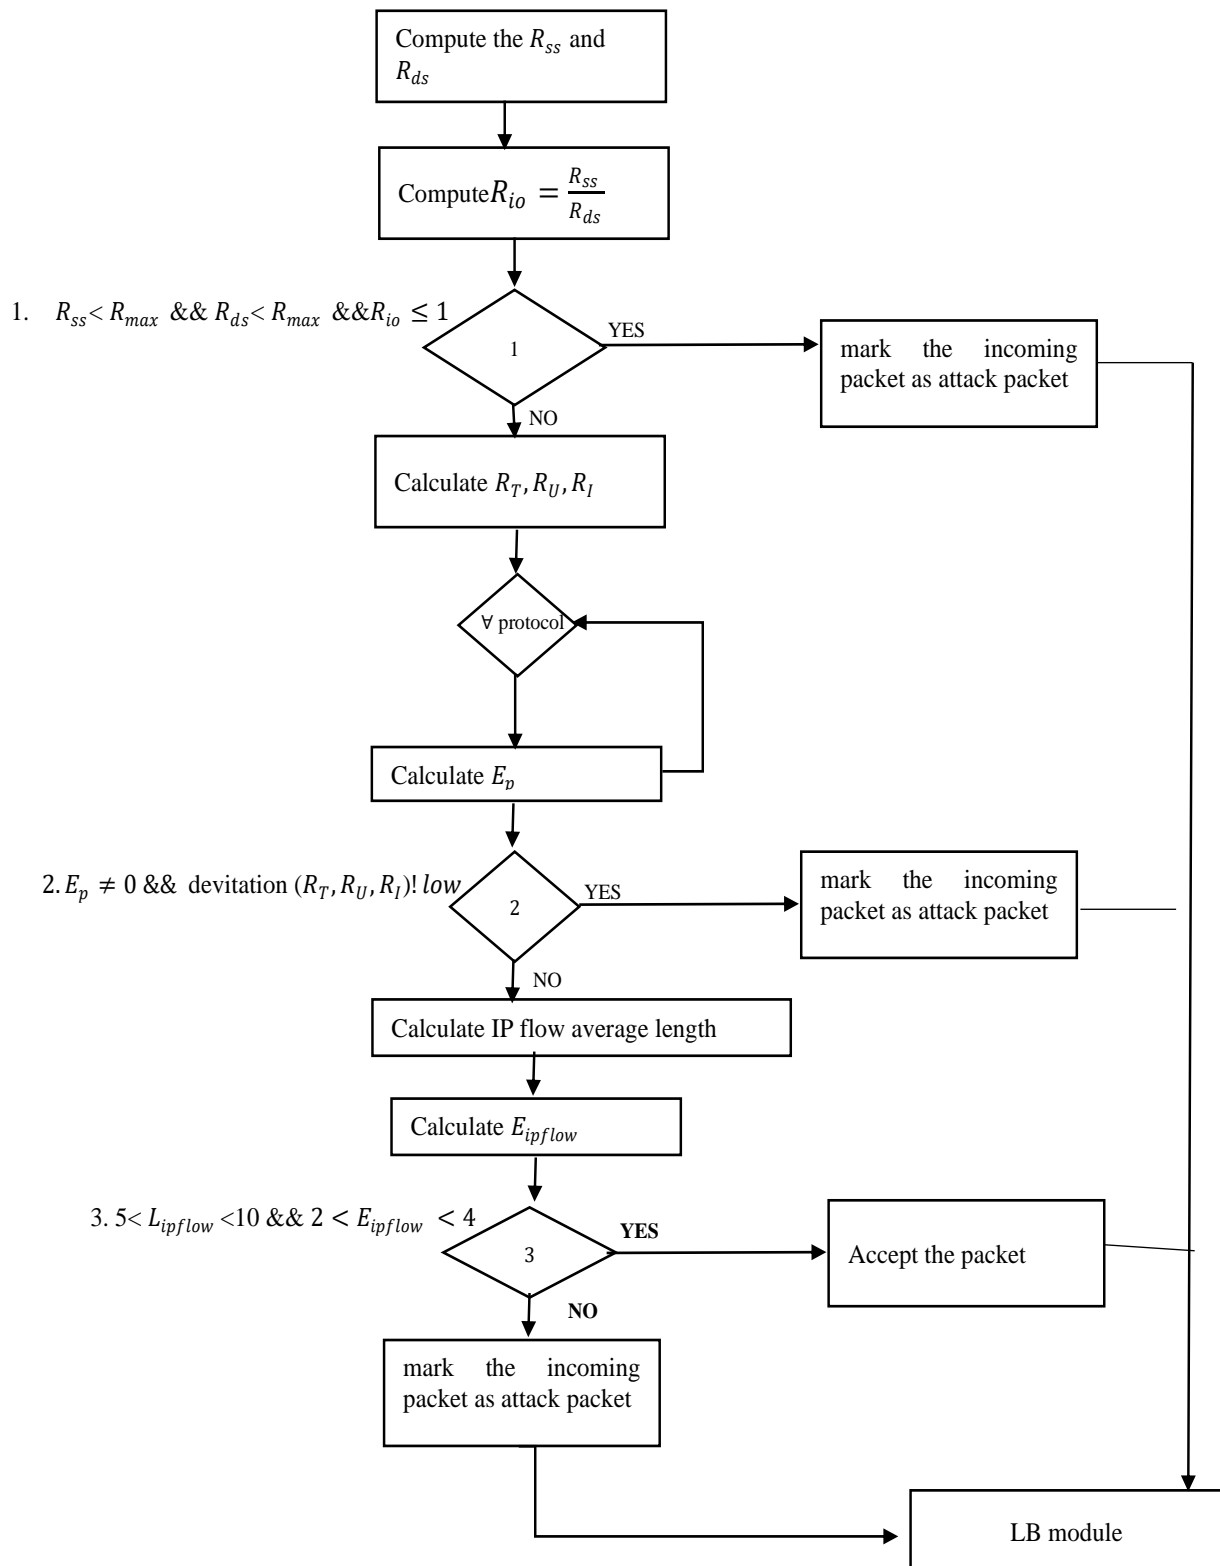 Compute the R_ss and
R_ds
Compute R_io = R_ss / R_ds
1. R_ss< R_max && R_ds< R_max &&R_io ≤ 1
1
YES
mark the incoming
packet as attack packet
NO
Calculate R_T, R_U, R_I
∀ protocol
Calculate E_p
2. E_p ≠ 0 && devitation (R_T, R_U, R_I)! low
2
YES
mark the incoming
packet as attack packet
NO
Calculate IP flow average length
Calculate E_ipflow
3. 5< L_ipflow <10 && 2 < E_ipflow < 4
3
YES
Accept the packet
NO
mark the incoming
packet as attack packet
LB module